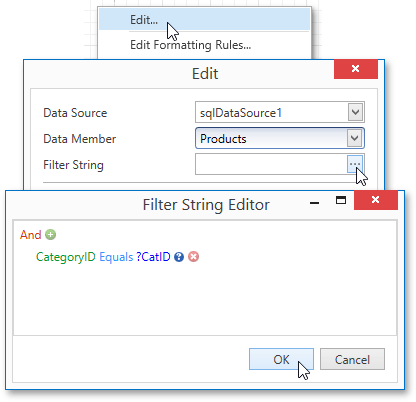 Edit...
Edit Formatting Rules...
Edit
Data Source sqlDataSource1
Data Member Products
Filter String ...
Filter String Editor
And
CategoryID Equals ?CatID ?
OK Cancel